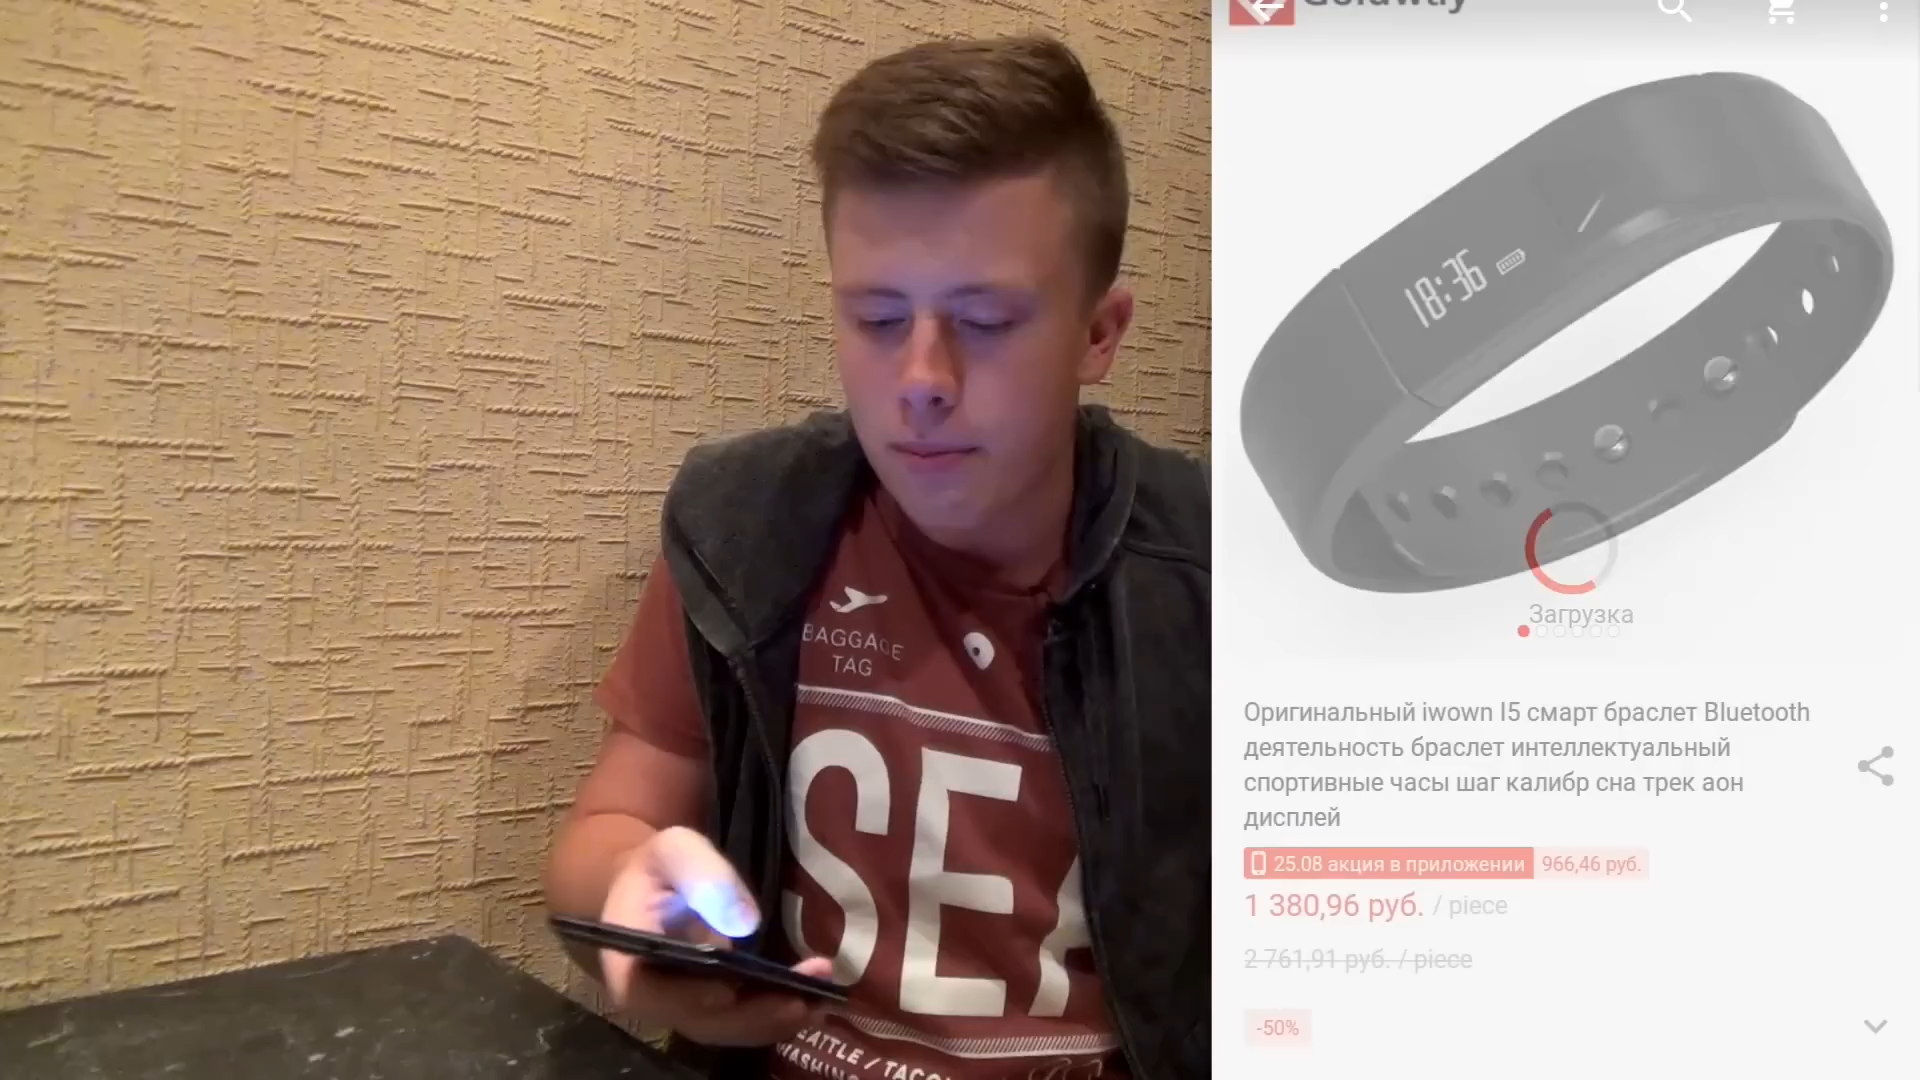 BAGGAGE
TAG
SEA
SEATTLE / TACO
WASHING
Goldwtly
18:36
Загрузка
Оригинальный iwown I5 смарт браслет Bluetooth
деятельность браслет интеллектуальный
спортивные часы шаг калибр сна трек аон
дисплей
25.08 акция в приложении 966,46 руб.
1 380,96 руб. / piece
2 761,91 руб. / piece
-50%